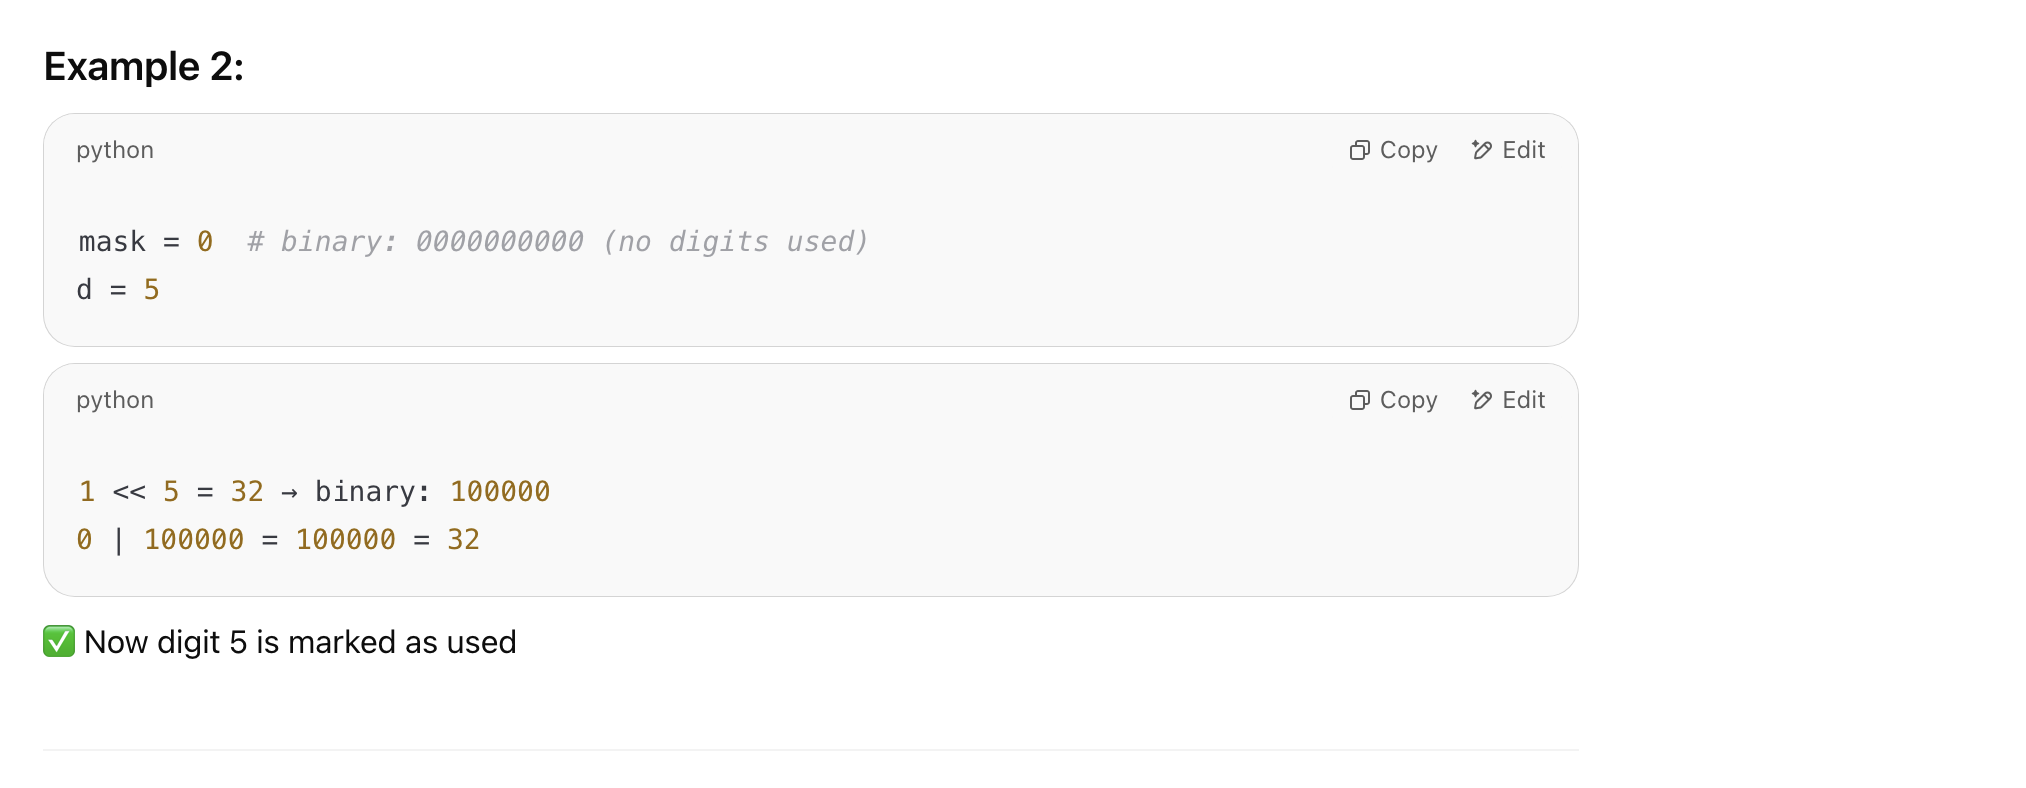 Example 2:
python
Copy
Edit
mask = 0  # binary: 0000000000 (no digits used)
d = 5
python
Copy
Edit
1 << 5 = 32 → binary: 100000
0 | 100000 = 100000 = 32
✅ Now digit 5 is marked as used